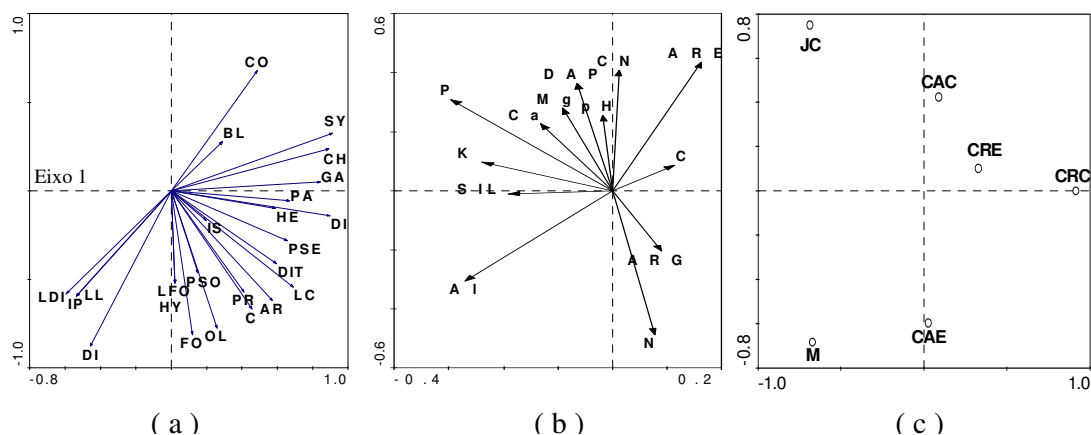 1.0
CO
SY
BL
CH
GA
Eixo 1
PA
HE
DI
IS
PSE
DIT
PSO
LDI
IP
LL
LFO
PR
LC
HY
AR
C
OL
FO
DI
-1.0
-0.8
1.0
( a )
0.6
C N
A R E
D A P
P
M g
p H
C a
K
C
S IL
A R G
A I
N
-0.6
- 0 . 4
0 . 2
( b )
0.8
JC
CAC
CRE
CRC
CAE
M
-0.8
-1.0
1.0
( c )